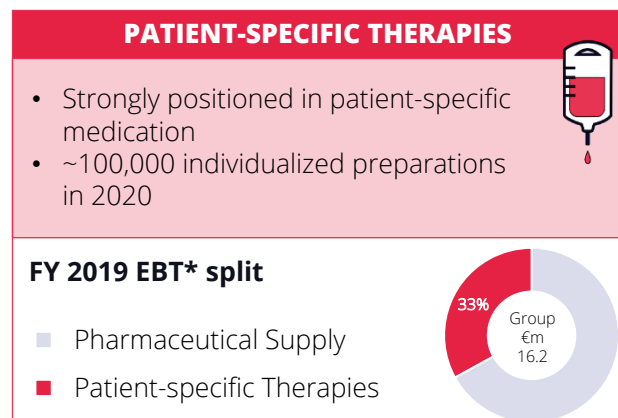 PATIENT-SPECIFIC THERAPIES
• Strongly positioned in patient-specific
medication
• ~100,000 individualized preparations
in 2020
FY 2019 EBT* split
Pharmaceutical Supply
Patient-specific Therapies
33%
Group
€m
16.2